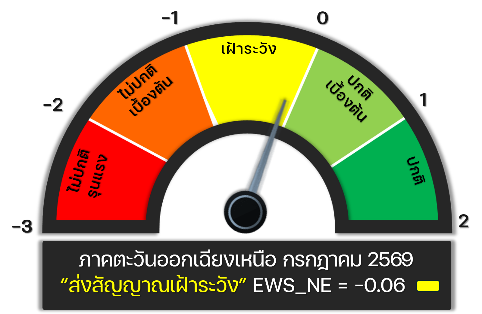 -1
0
-2
1
-3
2
ไม่ปกติ
รุนแรง
ไม่ปกติ
เบื้องต้น
เฝ้าระวัง
ปกติ
เบื้องต้น
ปกติ
ภาคตะวันออกเฉียงเหนือ กรกฎาคม 2569
“ส่งสัญญาณเฝ้าระวัง” EWS_NE = -0.06